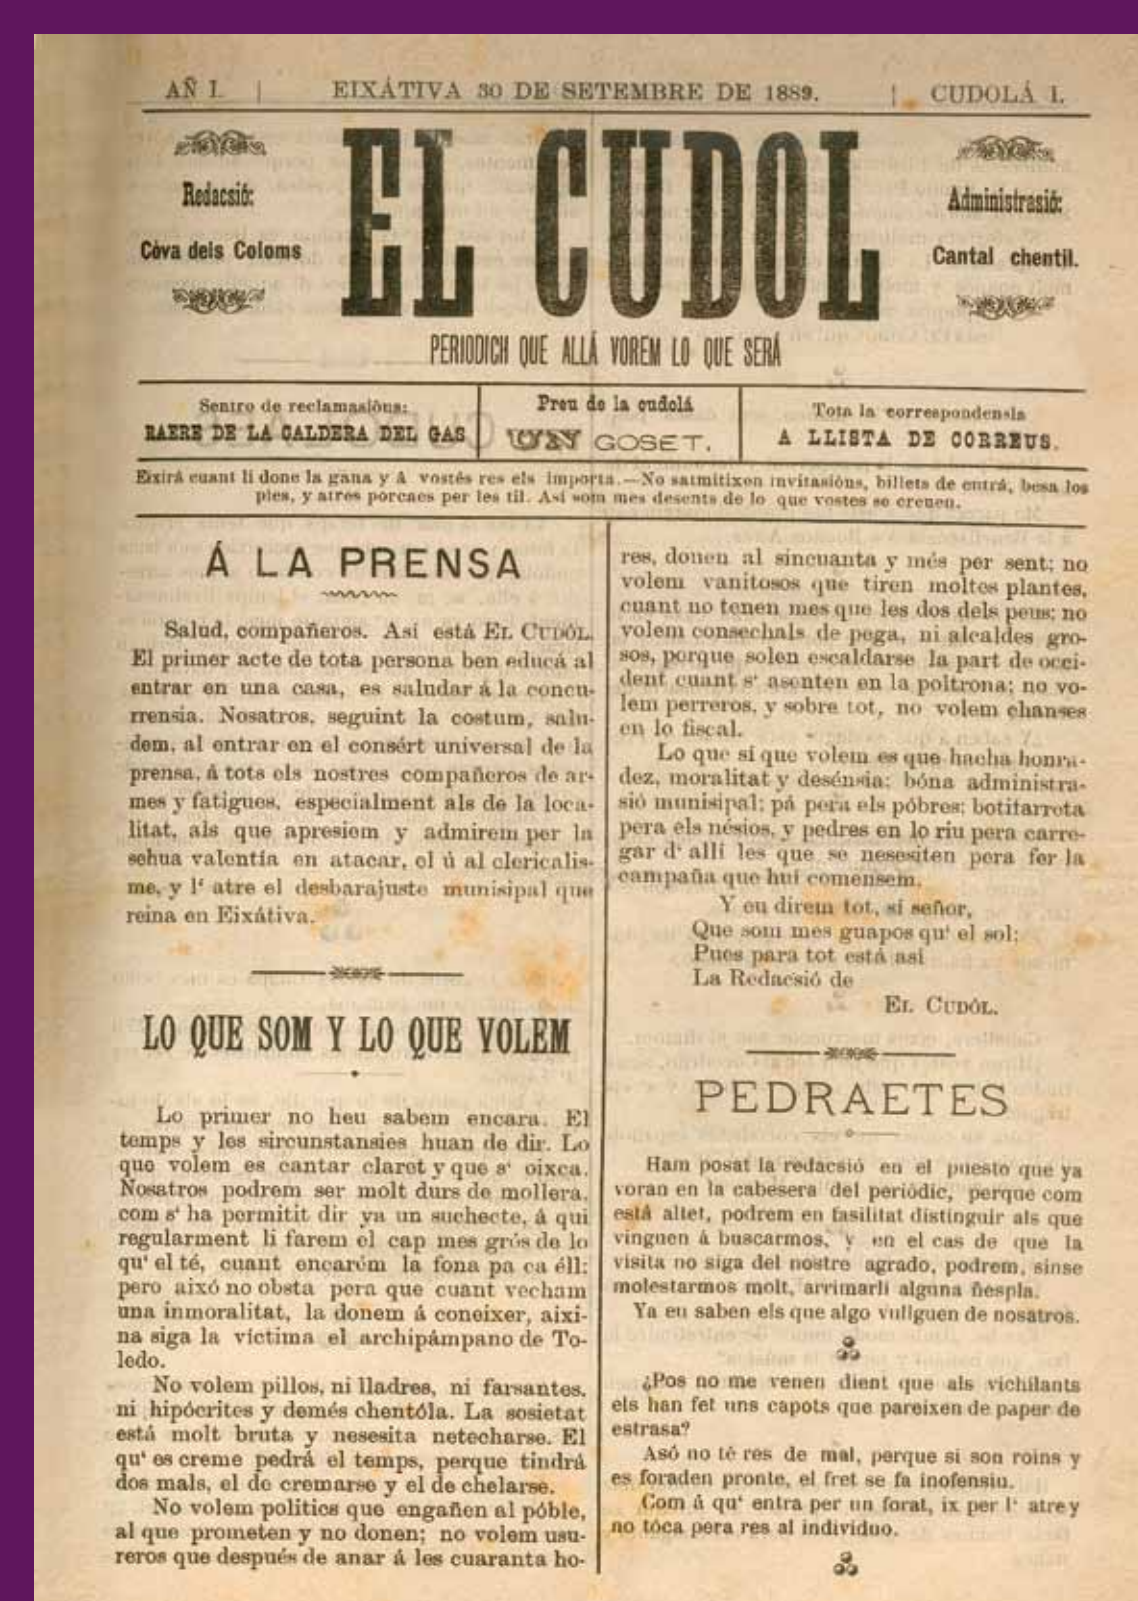 AÑ I.
EIXÁTIVA 30 DE SETEMBRE DE 1889.
CUDOLÁ I.
Redacsió:
Còva dels Coloms
EL CUDOL
Administrasió:
Cantal chentil.
PERIODICH QUE ALLÁ VOREM LO QUE SERÁ
Sentro de reclamasiòns:
RAERE DE LA CALDERA DEL GAS
Preu de la cudolá
UN GOSET.
Tota la correspondensia
A LLISTA DE CORREUS.
Eixirá cuant li done la gana y á vostés res els importa.—No satmitixen invitasións, billets de entrá, besa los
pies, y atres porcaes per les til. Así som mes desents de lo que vostes se creuen.
Á LA PRENSA
Salud, compañeros. Así está EL CUDÓL.
El primer acte de tota persona ben educá al
entrar en una casa, es saludar á la concu-
rrensia. Nosatros, seguint la costum, salu-
dem, al entrar en el consért universal de la
prensa, á tots els nostres compañeros de ar-
mes y fatigues, especialment als de la loca-
litat, als que apresiem y admirem per la
sehua valentía en atacar, el ú al clericalis-
me, y l' atre el desbarajuste munisipal que
reina en Eixátiva.
LO QUE SOM Y LO QUE VOLEM
Lo primer no heu sabem encara. El
temps y les sircunstansies huan de dir. Lo
que volem es cantar claret y que s' oixca.
Nosatros podrem ser molt durs de mollera,
com s' ha permitit dir ya un suchecte, á qui
regularment li farem el cap mes grós de lo
qu' el té, cuant encarém la fona pa ca éll;
pero aixó no obsta pera que cuant vecham
una inmoralitat, la donem á coneixer, aixi-
na siga la víctima el archipámpano de To-
ledo.
No volem pillos, ni lladres, ni farsantes,
ni hipócrites y demés chentóla. La sosietat
está molt bruta y nesesita netecharse. El
qu' es creme pedrá el temps, perque tindrá
dos mals, el de cremarse y el de chelarse.
No volem politics que engañen al póble,
al que prometen y no donen; no volem usu-
reros que después de anar á les cuaranta ho-
res, donen al sincuanta y més per sent; no
volem vanitosos que tiren moltes plantes,
cuant no tenen mes que les dos dels peus; no
volem consechals de pega, ni alcaldes gro-
sos, porque solen escaldarse la part de occi-
dent cuant s' asenten en la poltrona; no vo-
lem perreros, y sobre tot, no volem chanses
en lo fiscal.
Lo que sí que volem es que hacha honra-
dez, moralitat y desénsia; bóna administra-
sió munisipal; pá pera els póbres; botifarreta
pera els nésios, y pedres en lo riu pera carre-
gar d' allí les que se nesesiten pera fer la
campaña que hui comensem.
Y eu direm tot, sí señor,
Que som mes guapos qu' el sol;
Pues para tot está así
La Redacsió de
EL CUDÓL.
PEDRAETES
Ham posat la redacsió en el puesto que ya
voran en la cabesera del periòdic, perque com
está altet, podrem en fasilitat distinguir als que
vinguen á buscarmos, y en el cas de que la
visita no siga del nostre agrado, podrem, sinse
molestarmos molt, arrimarli alguna ñespla.
Ya eu saben els que algo vullguen de nosatros.
¿Pos no me venen dient que als vichilants
els han fet uns capots que pareixen de paper de
estrasa?
Asó no té res de mal, perque si son roins y
es foraden pronte, el fret se fa inofensiu.
Com á qu' entra per un forat, ix per l' atre y
no tóca pera res al individuo.